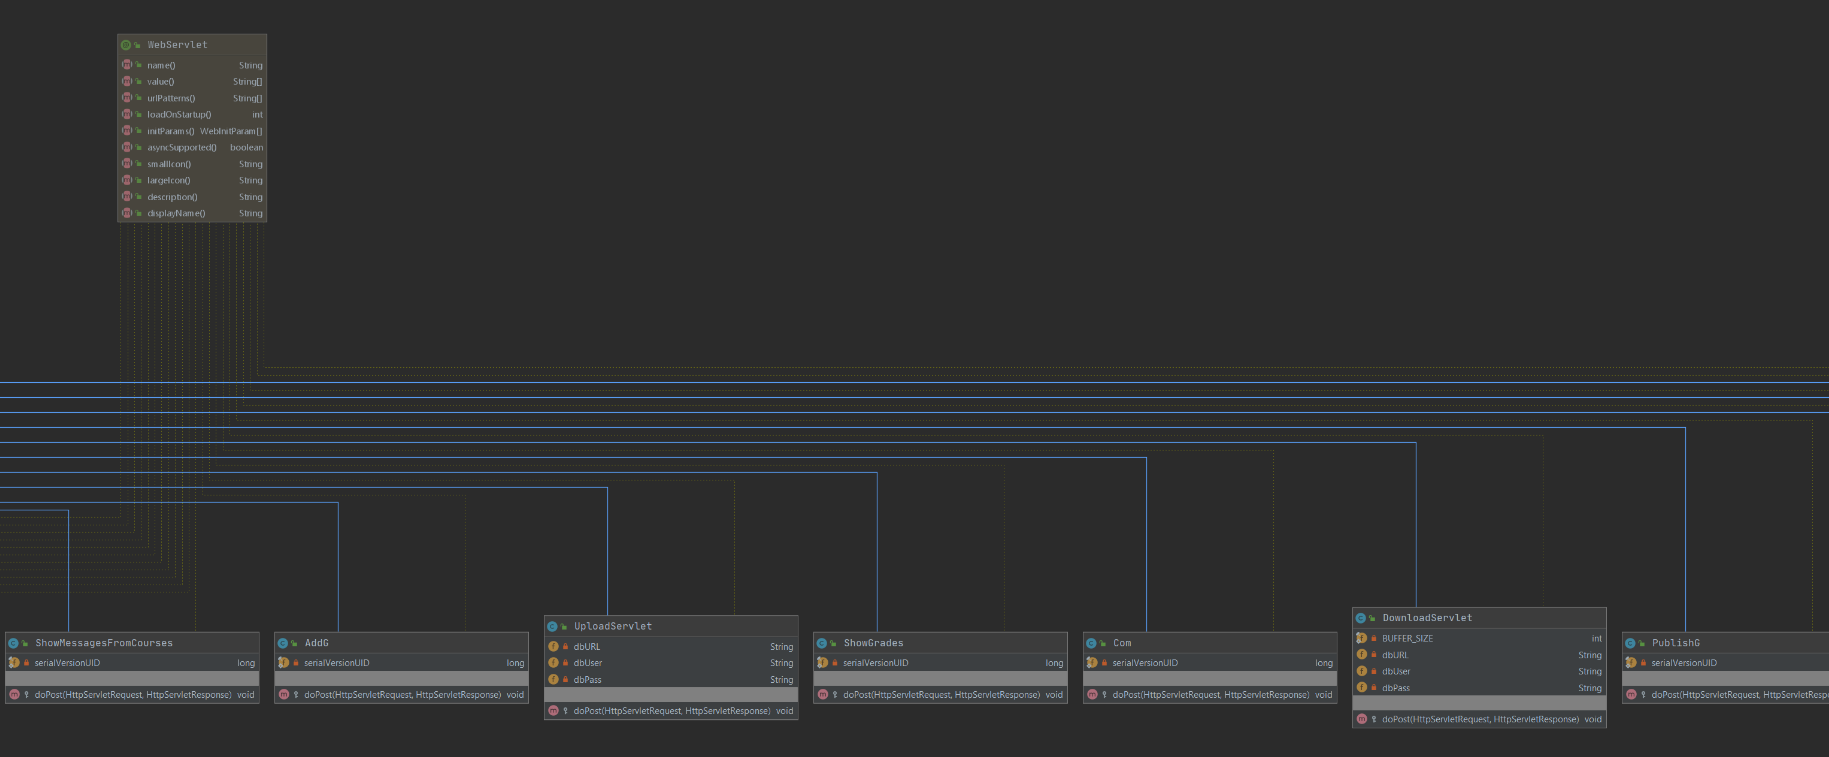 WebServlet
name() String
value() String[]
urlPatterns() String[]
loadOnStartup() int
initParams() WebInitParam[]
asyncSupported() boolean
smallIcon() String
largeIcon() String
description() String
displayName() String
ShowMessagesFromCourses
serialVersionUID long
doPost(HttpServletRequest, HttpServletResponse) void
AddG
serialVersionUID long
doPost(HttpServletRequest, HttpServletResponse) void
UploadServlet
dbURL String
dbUser String
dbPass String
doPost(HttpServletRequest, HttpServletResponse) void
ShowGrades
serialVersionUID long
doPost(HttpServletRequest, HttpServletResponse) void
Com
serialVersionUID long
doPost(HttpServletRequest, HttpServletResponse) void
DownloadServlet
BUFFER_SIZE int
dbURL String
dbUser String
dbPass String
doPost(HttpServletRequest, HttpServletResponse) void
PublishG
serialVersionUID
doPost(HttpServletRequest, HttpServletResp